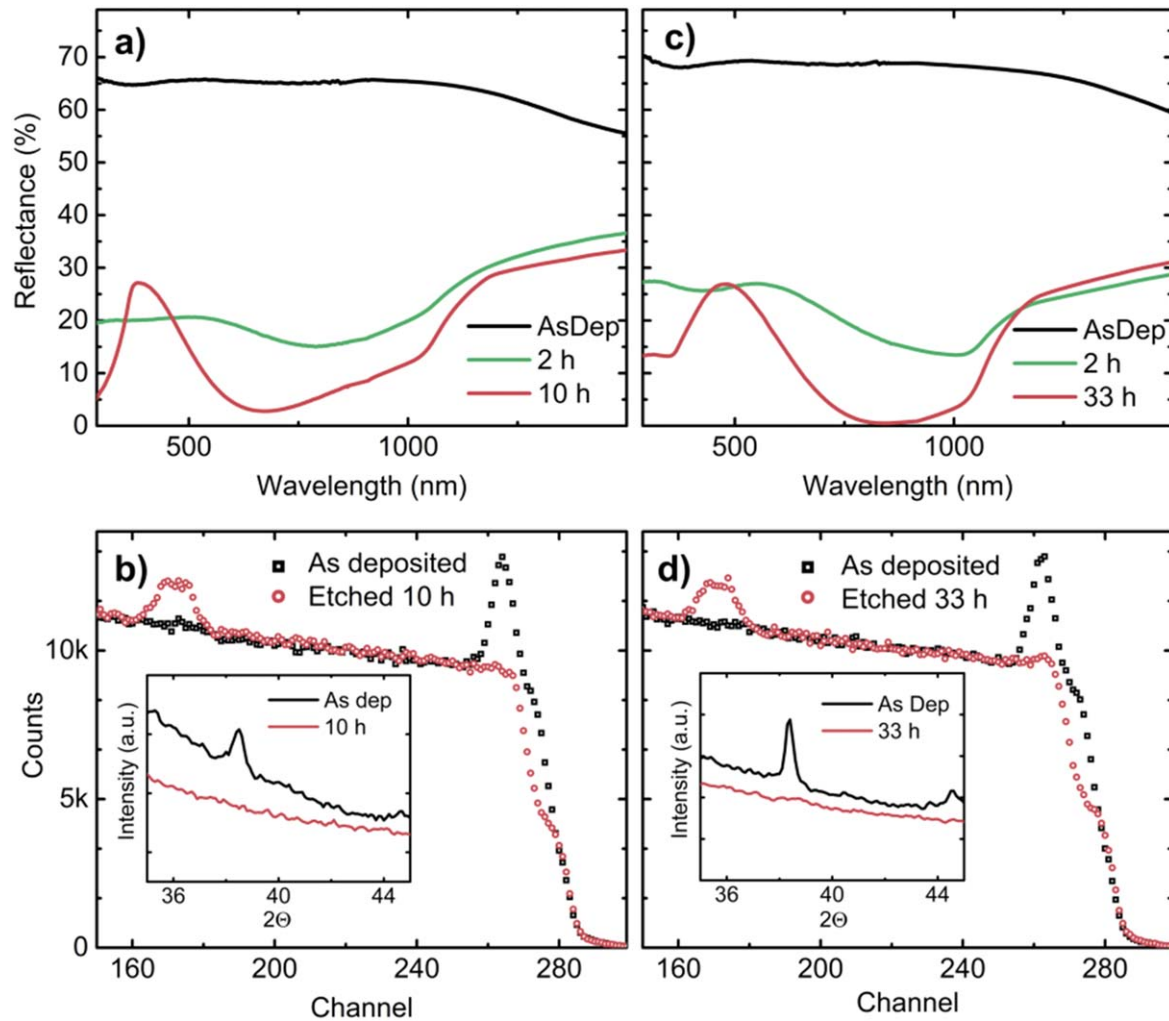 a)
70
60
50
40
30
20
10
0
Reflectance (%)
AsDep
2 h
10 h
500
1000
Wavelength (nm)
c)
AsDep
2 h
33 h
500
1000
Wavelength (nm)
b)
As deposited
Etched 10 h
10k
5k
0
Counts
As dep
10 h
Intensity (a.u.)
36
40
44
2Θ
160
200
240
280
Channel
d)
As deposited
Etched 33 h
As Dep
33 h
Intensity (a.u.)
36
40
44
2Θ
160
200
240
280
Channel